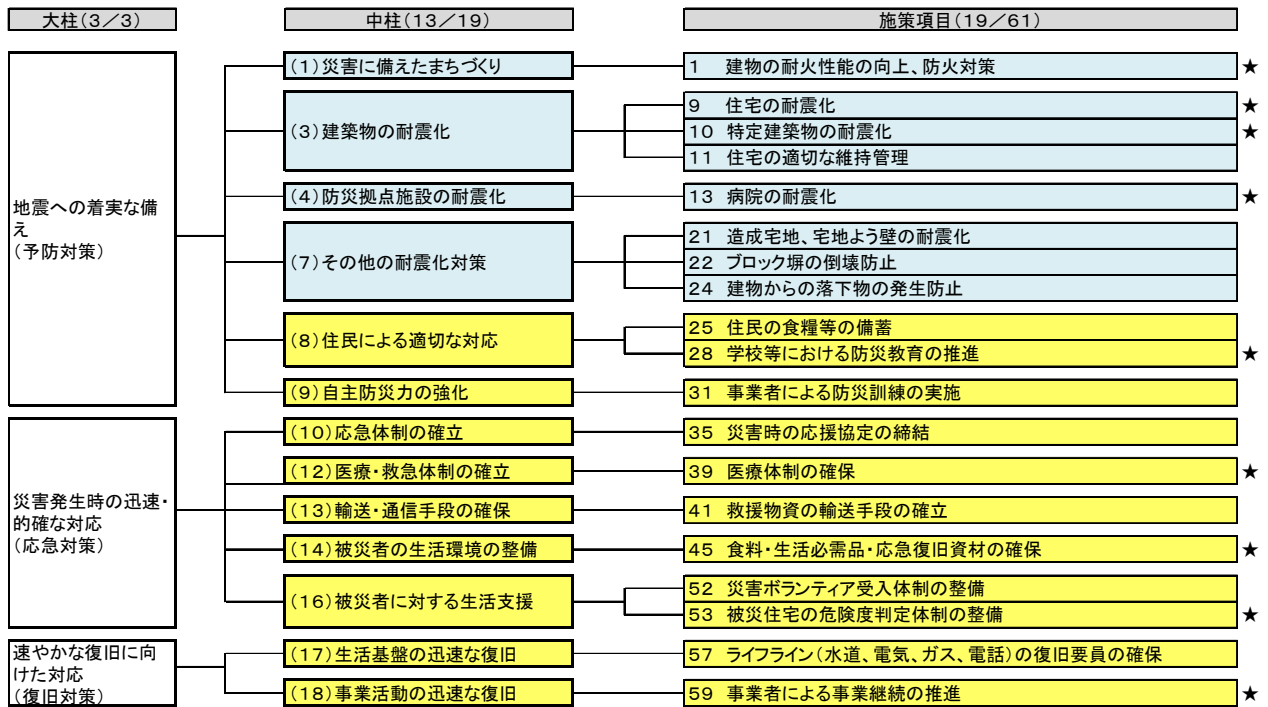 大柱(3/3)
中柱(13/19)
施策項目(19/61)
地震への着実な備
え
(予防対策)
(1)災害に備えたまちづくり
1 建物の耐火性能の向上、防火対策 ★
(3)建築物の耐震化
9 住宅の耐震化 ★
10 特定建築物の耐震化 ★
11 住宅の適切な維持管理
(4)防災拠点施設の耐震化
13 病院の耐震化 ★
(7)その他の耐震化対策
21 造成宅地、宅地よう壁の耐震化
22 ブロック塀の倒壊防止
24 建物からの落下物の発生防止
(8)住民による適切な対応
25 住民の食糧等の備蓄
28 学校等における防災教育の推進 ★
(9)自主防災力の強化
31 事業者による防災訓練の実施
災害発生時の迅速・
的確な対応
(応急対策)
(10)応急体制の確立
35 災害時の応援協定の締結
(12)医療・救急体制の確立
39 医療体制の確保 ★
(13)輸送・通信手段の確保
41 救援物資の輸送手段の確立
(14)被災者の生活環境の整備
45 食料・生活必需品・応急復旧資材の確保 ★
(16)被災者に対する生活支援
52 災害ボランティア受入体制の整備
53 被災住宅の危険度判定体制の整備 ★
速やかな復旧に向
けた対応
(復旧対策)
(17)生活基盤の迅速な復旧
57 ライフライン(水道、電気、ガス、電話)の復旧要員の確保
(18)事業活動の迅速な復旧
59 事業者による事業継続の推進 ★